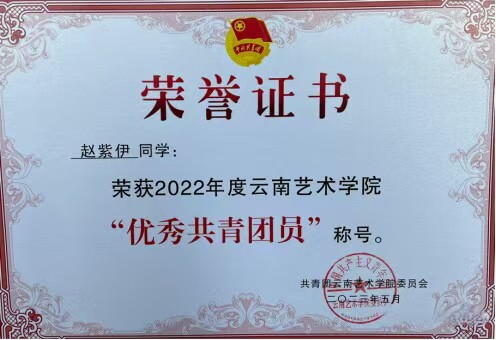 荣誉证书
赵紫伊 同学：
荣获2022年度云南艺术学院
“优秀共青团员”称号。
共青团云南艺术学院委员会
二〇二三年五月